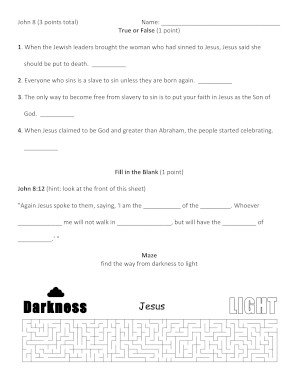 John 8 (3 points total) Name: ________________________________
True or False (1 point)
1. When the Jewish leaders brought the woman who had sinned to Jesus, Jesus said she
should be put to death. __________
2. Everyone who sins is a slave to sin unless they are born again. __________
3. The only way to become free from slavery to sin is to put your faith in Jesus as the Son of
God. __________
4. When Jesus claimed to be God and greater than Abraham, the people started celebrating.
__________
Fill in the Blank (1 point)
John 8:12 (hint: look at the front of this sheet)
"Again Jesus spoke to them, saying, 'I am the __________ of the _________. Whoever
_____________ me will not walk in _____________, but will have the __________ of
__________.'"
Maze
find the way from darkness to light
Darkness Jesus LIGHT